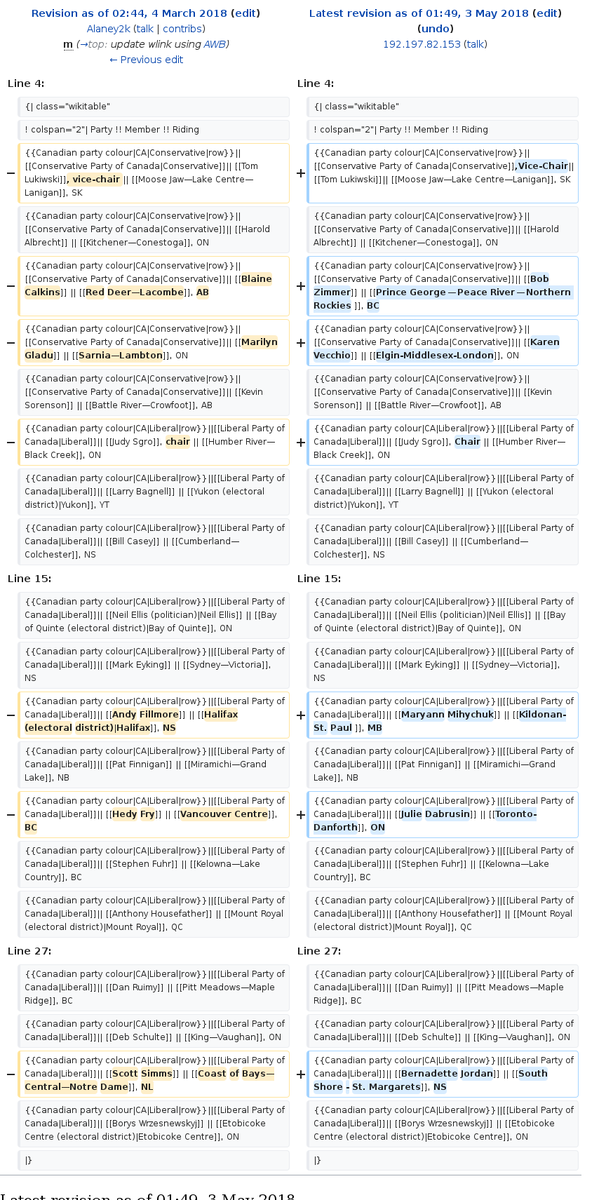 Revision as of 02:44, 4 March 2018 (edit)
Alaney2k (talk | contribs)
m (→top: update wlink using AWB)
← Previous edit
Latest revision as of 01:49, 3 May 2018 (edit)
(undo)
192.197.82.153 (talk)
Line 4:
Line 4:
{| class="wikitable"
{| class="wikitable"
! colspan="2"| Party !! Member !! Riding
! colspan="2"| Party !! Member !! Riding
−
{{Canadian party colour|CA|Conservative|row}}||
[[Conservative Party of Canada|Conservative]]|| [[Tom
Lukiwski]], vice-chair || [[Moose Jaw—Lake Centre—
Lanigan]], SK
+
{{Canadian party colour|CA|Conservative|row}}||
[[Conservative Party of Canada|Conservative]],Vice-Chair||
[[Tom Lukiwski]]|| [[Moose Jaw—Lake Centre—Lanigan]], SK
{{Canadian party colour|CA|Conservative|row}}||
[[Conservative Party of Canada|Conservative]]|| [[Harold
Albrecht]] || [[Kitchener—Conestoga]], ON
{{Canadian party colour|CA|Conservative|row}}||
[[Conservative Party of Canada|Conservative]]|| [[Harold
Albrecht]] || [[Kitchener—Conestoga]], ON
−
{{Canadian party colour|CA|Conservative|row}}||
[[Conservative Party of Canada|Conservative]]|| [[Blaine
Calkins]] || [[Red Deer—Lacombe]], AB
+
{{Canadian party colour|CA|Conservative|row}}||
[[Conservative Party of Canada|Conservative]]|| [[Bob
Zimmer]] || [[Prince George—Peace River—Northern
Rockies ]], BC
−
{{Canadian party colour|CA|Conservative|row}}||
[[Conservative Party of Canada|Conservative]]|| [[Marilyn
Gladu]] || [[Sarnia—Lambton]], ON
+
{{Canadian party colour|CA|Conservative|row}}||
[[Conservative Party of Canada|Conservative]]|| [[Karen
Vecchio]] || [[Elgin-Middlesex-London]], ON
{{Canadian party colour|CA|Conservative|row}}||
[[Conservative Party of Canada|Conservative]]|| [[Kevin
Sorenson]] || [[Battle River—Crowfoot]], AB
{{Canadian party colour|CA|Conservative|row}}||
[[Conservative Party of Canada|Conservative]]|| [[Kevin
Sorenson]] || [[Battle River—Crowfoot]], AB
−
{{Canadian party colour|CA|Liberal|row}}||[[Liberal Party of
Canada|Liberal]]|| [[Judy Sgro]], chair || [[Humber River—
Black Creek]], ON
+
{{Canadian party colour|CA|Liberal|row}}||[[Liberal Party of
Canada|Liberal]]|| [[Judy Sgro]], Chair || [[Humber River—
Black Creek]], ON
{{Canadian party colour|CA|Liberal|row}}||[[Liberal Party of
Canada|Liberal]]|| [[Larry Bagnell]] || [[Yukon (electoral
district)|Yukon]], YT
{{Canadian party colour|CA|Liberal|row}}||[[Liberal Party of
Canada|Liberal]]|| [[Larry Bagnell]] || [[Yukon (electoral
district)|Yukon]], YT
{{Canadian party colour|CA|Liberal|row}}||[[Liberal Party of
Canada|Liberal]]|| [[Bill Casey]] || [[Cumberland—
Colchester]], NS
{{Canadian party colour|CA|Liberal|row}}||[[Liberal Party of
Canada|Liberal]]|| [[Bill Casey]] || [[Cumberland—
Colchester]], NS
Line 15:
Line 15:
{{Canadian party colour|CA|Liberal|row}}||[[Liberal Party of
Canada|Liberal]]|| [[Neil Ellis (politician)|Neil Ellis]] || [[Bay
of Quinte (electoral district)|Bay of Quinte]], ON
{{Canadian party colour|CA|Liberal|row}}||[[Liberal Party of
Canada|Liberal]]|| [[Neil Ellis (politician)|Neil Ellis]] || [[Bay
of Quinte (electoral district)|Bay of Quinte]], ON
{{Canadian party colour|CA|Liberal|row}}||[[Liberal Party of
Canada|Liberal]]|| [[Mark Eyking]] || [[Sydney—Victoria]],
NS
{{Canadian party colour|CA|Liberal|row}}||[[Liberal Party of
Canada|Liberal]]|| [[Mark Eyking]] || [[Sydney—Victoria]],
NS
−
{{Canadian party colour|CA|Liberal|row}}||[[Liberal Party of
Canada|Liberal]]|| [[Andy Fillmore]] || [[Halifax
(electoral district)|Halifax]], NS
+
{{Canadian party colour|CA|Liberal|row}}||[[Liberal Party of
Canada|Liberal]]|| [[Maryann Mihychuk]] || [[Kildonan-
St. Paul ]], MB
{{Canadian party colour|CA|Liberal|row}}||[[Liberal Party of
Canada|Liberal]]|| [[Pat Finnigan]] || [[Miramichi—Grand
Lake]], NB
{{Canadian party colour|CA|Liberal|row}}||[[Liberal Party of
Canada|Liberal]]|| [[Pat Finnigan]] || [[Miramichi—Grand
Lake]], NB
−
{{Canadian party colour|CA|Liberal|row}}||[[Liberal Party of
Canada|Liberal]]|| [[Hedy Fry]] || [[Vancouver Centre]],
BC
+
{{Canadian party colour|CA|Liberal|row}}||[[Liberal Party of
Canada|Liberal]]|| [[Julie Dabrusin]] || [[Toronto-
Danforth]], ON
{{Canadian party colour|CA|Liberal|row}}||[[Liberal Party of
Canada|Liberal]]|| [[Stephen Fuhr]] || [[Kelowna—Lake
Country]], BC
{{Canadian party colour|CA|Liberal|row}}||[[Liberal Party of
Canada|Liberal]]|| [[Stephen Fuhr]] || [[Kelowna—Lake
Country]], BC
{{Canadian party colour|CA|Liberal|row}}||[[Liberal Party of
Canada|Liberal]]|| [[Anthony Housefather]] || [[Mount Royal
(electoral district)|Mount Royal]], QC
{{Canadian party colour|CA|Liberal|row}}||[[Liberal Party of
Canada|Liberal]]|| [[Anthony Housefather]] || [[Mount Royal
(electoral district)|Mount Royal]], QC
Line 27:
Line 27:
{{Canadian party colour|CA|Liberal|row}}||[[Liberal Party of
Canada|Liberal]]|| [[Dan Ruimy]] || [[Pitt Meadows—Maple
Ridge]], BC
{{Canadian party colour|CA|Liberal|row}}||[[Liberal Party of
Canada|Liberal]]|| [[Dan Ruimy]] || [[Pitt Meadows—Maple
Ridge]], BC
{{Canadian party colour|CA|Liberal|row}}||[[Liberal Party of
Canada|Liberal]]|| [[Deb Schulte]] || [[King—Vaughan]], ON
{{Canadian party colour|CA|Liberal|row}}||[[Liberal Party of
Canada|Liberal]]|| [[Deb Schulte]] || [[King—Vaughan]], ON
−
{{Canadian party colour|CA|Liberal|row}}||[[Liberal Party of
Canada|Liberal]]|| [[Scott Simms]] || [[Coast of Bays—
Central—Notre Dame]], NL
+
{{Canadian party colour|CA|Liberal|row}}||[[Liberal Party of
Canada|Liberal]]|| [[Bernadette Jordan]] || [[South
Shore - St. Margarets]], NS
{{Canadian party colour|CA|Liberal|row}}||[[Liberal Party of
Canada|Liberal]]|| [[Borys Wrzesnewskyj]] || [[Etobicoke
Centre (electoral district)|Etobicoke Centre]], ON
{{Canadian party colour|CA|Liberal|row}}||[[Liberal Party of
Canada|Liberal]]|| [[Borys Wrzesnewskyj]] || [[Etobicoke
Centre (electoral district)|Etobicoke Centre]], ON
|}
|}
Latest revision as of 01:49, 3 May 2018